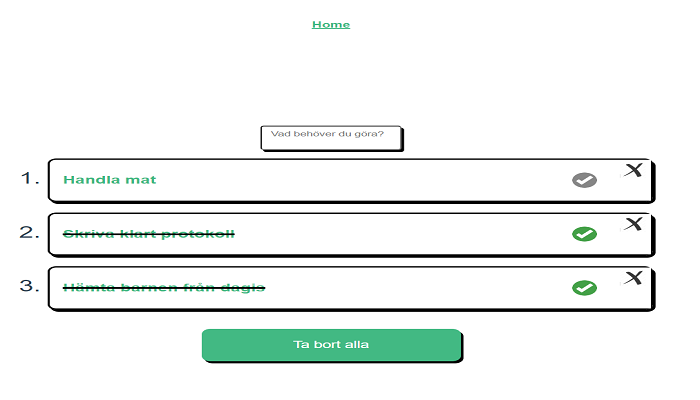 Home
Vad behöver du göra?
1. Handla mat
2. Skriva klart protokoll
3. Hämta barnen från dagis
Ta bort alla